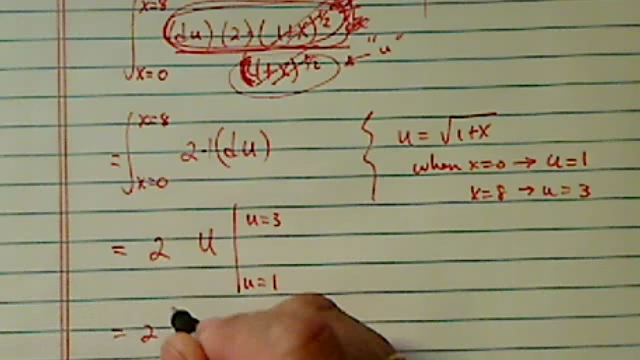 x=8
(du)(2)(1+x)^1/2
x=0
(1+x)^1/2 ← "u"
x=8
= ∫ 2·1(du)
x=0
u = √1+x
when x=0 → u=1
x=8 → u=3
= 2 u | u=3
u=1
= 2